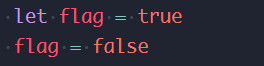 let flag = true
flag = false